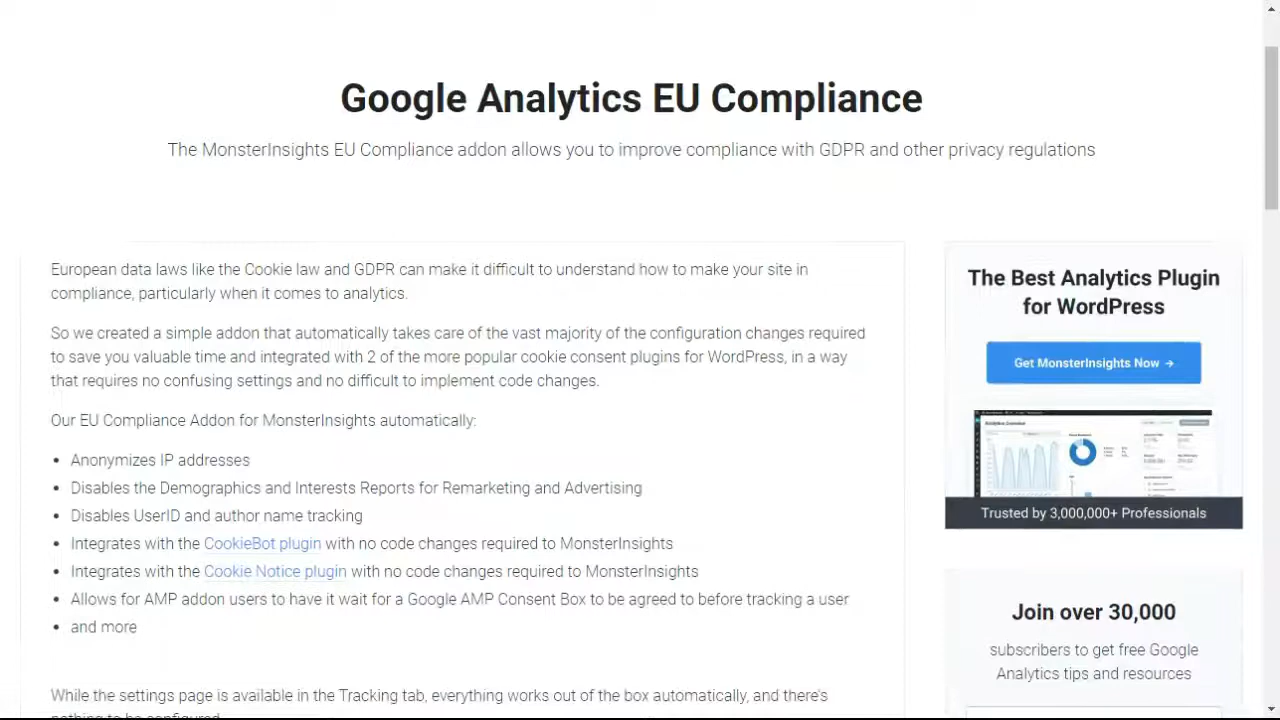 Google Analytics EU Compliance
The MonsterInsights EU Compliance addon allows you to improve compliance with GDPR and other privacy regulations
European data laws like the Cookie law and GDPR can make it difficult to understand how to make your site in
compliance, particularly when it comes to analytics.
So we created a simple addon that automatically takes care of the vast majority of the configuration changes required
to save you valuable time and integrated with 2 of the more popular cookie consent plugins for WordPress, in a way
that requires no confusing settings and no difficult to implement code changes.
Our EU Compliance Addon for MonsterInsights automatically:
• Anonymizes IP addresses
• Disables the Demographics and Interests Reports for Remarketing and Advertising
• Disables UserID and author name tracking
• Integrates with the CookieBot plugin with no code changes required to MonsterInsights
• Integrates with the Cookie Notice plugin with no code changes required to MonsterInsights
• Allows for AMP addon users to have it wait for a Google AMP Consent Box to be agreed to before tracking a user
• and more
While the settings page is available in the Tracking tab, everything works out of the box automatically, and there's
nothing to be configured
The Best Analytics Plugin
for WordPress
Get MonsterInsights Now →
Analytics Overview
Trusted by 3,000,000+ Professionals
Join over 30,000
subscribers to get free Google
Analytics tips and resources